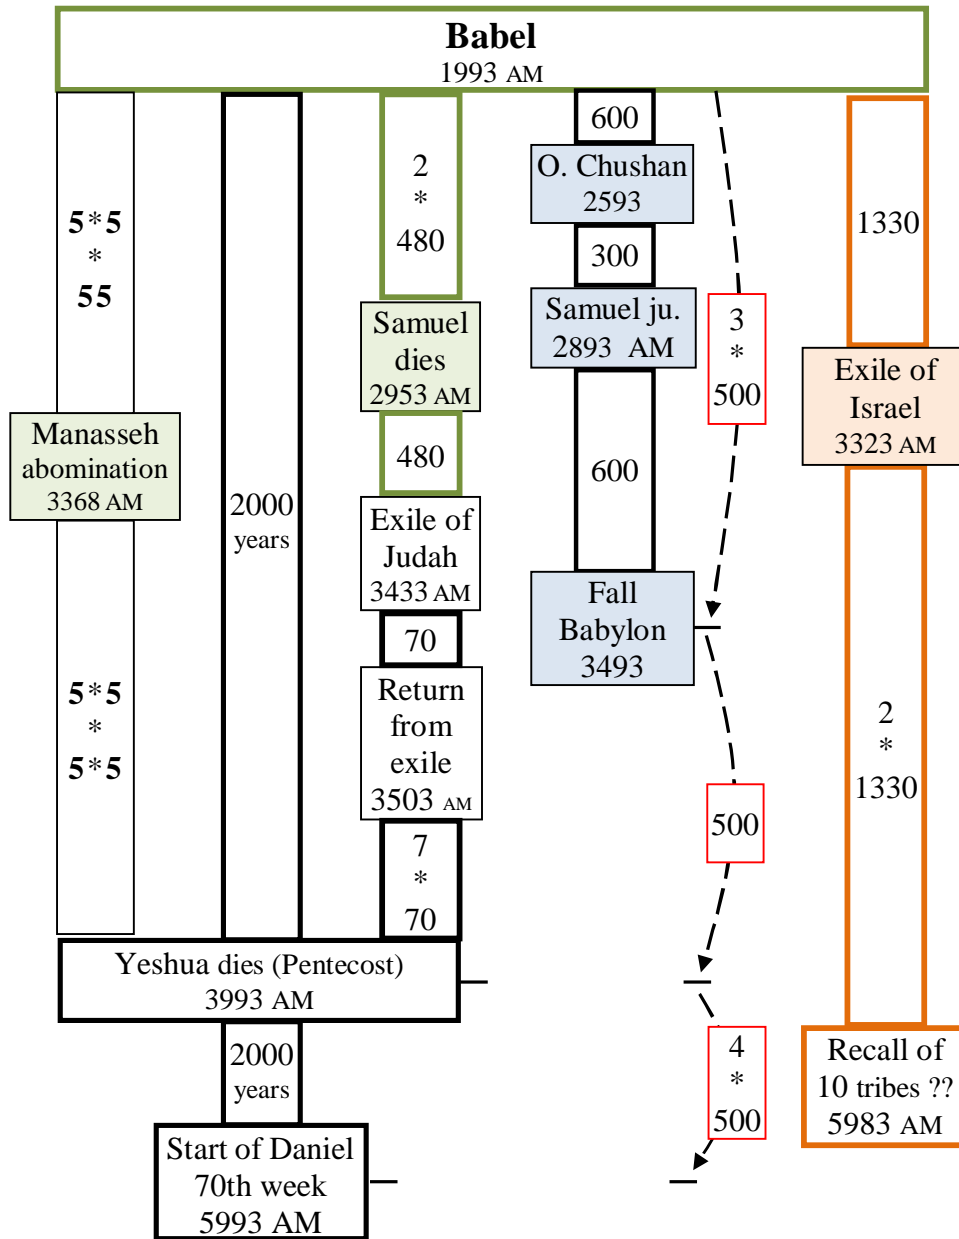 Babel
1993 AM
5*5
*
55
Manasseh
abomination
3368 AM
5*5
*
5*5
2000
years
2
*
480
Samuel
dies
2953 AM
480
Exile of
Judah
3433 AM
70
Return
from
exile
3503 AM
7
*
70
Yeshua dies (Pentecost)
3993 AM
2000
years
Start of Daniel
70th week
5993 AM
600
O. Chushan
2593
300
Samuel ju.
2893 AM
600
Fall
Babylon
3493
3
*
500
500
4
*
500
1330
Exile of
Israel
3323 AM
2
*
1330
Recall of
10 tribes ??
5983 AM